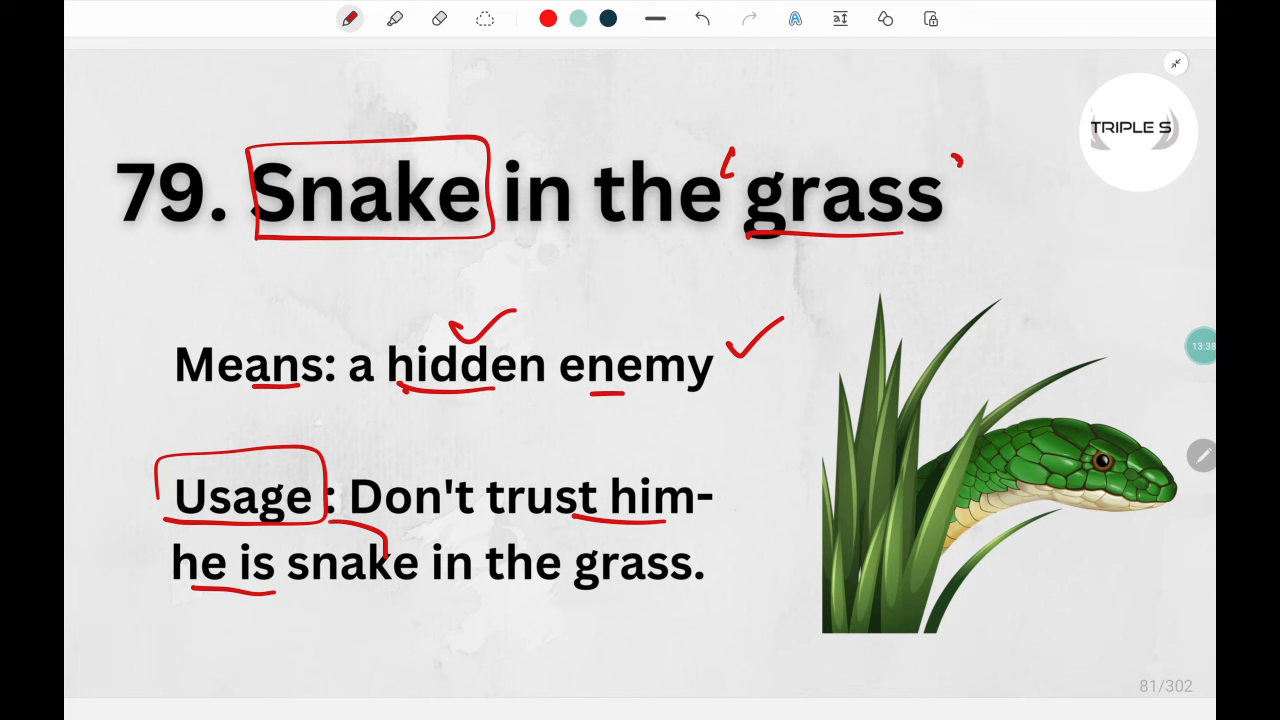 TRIPLE S
79. Snake in the grass
Means: a hidden enemy
13:38
Usage : Don't trust him-
he is snake in the grass.
81/302